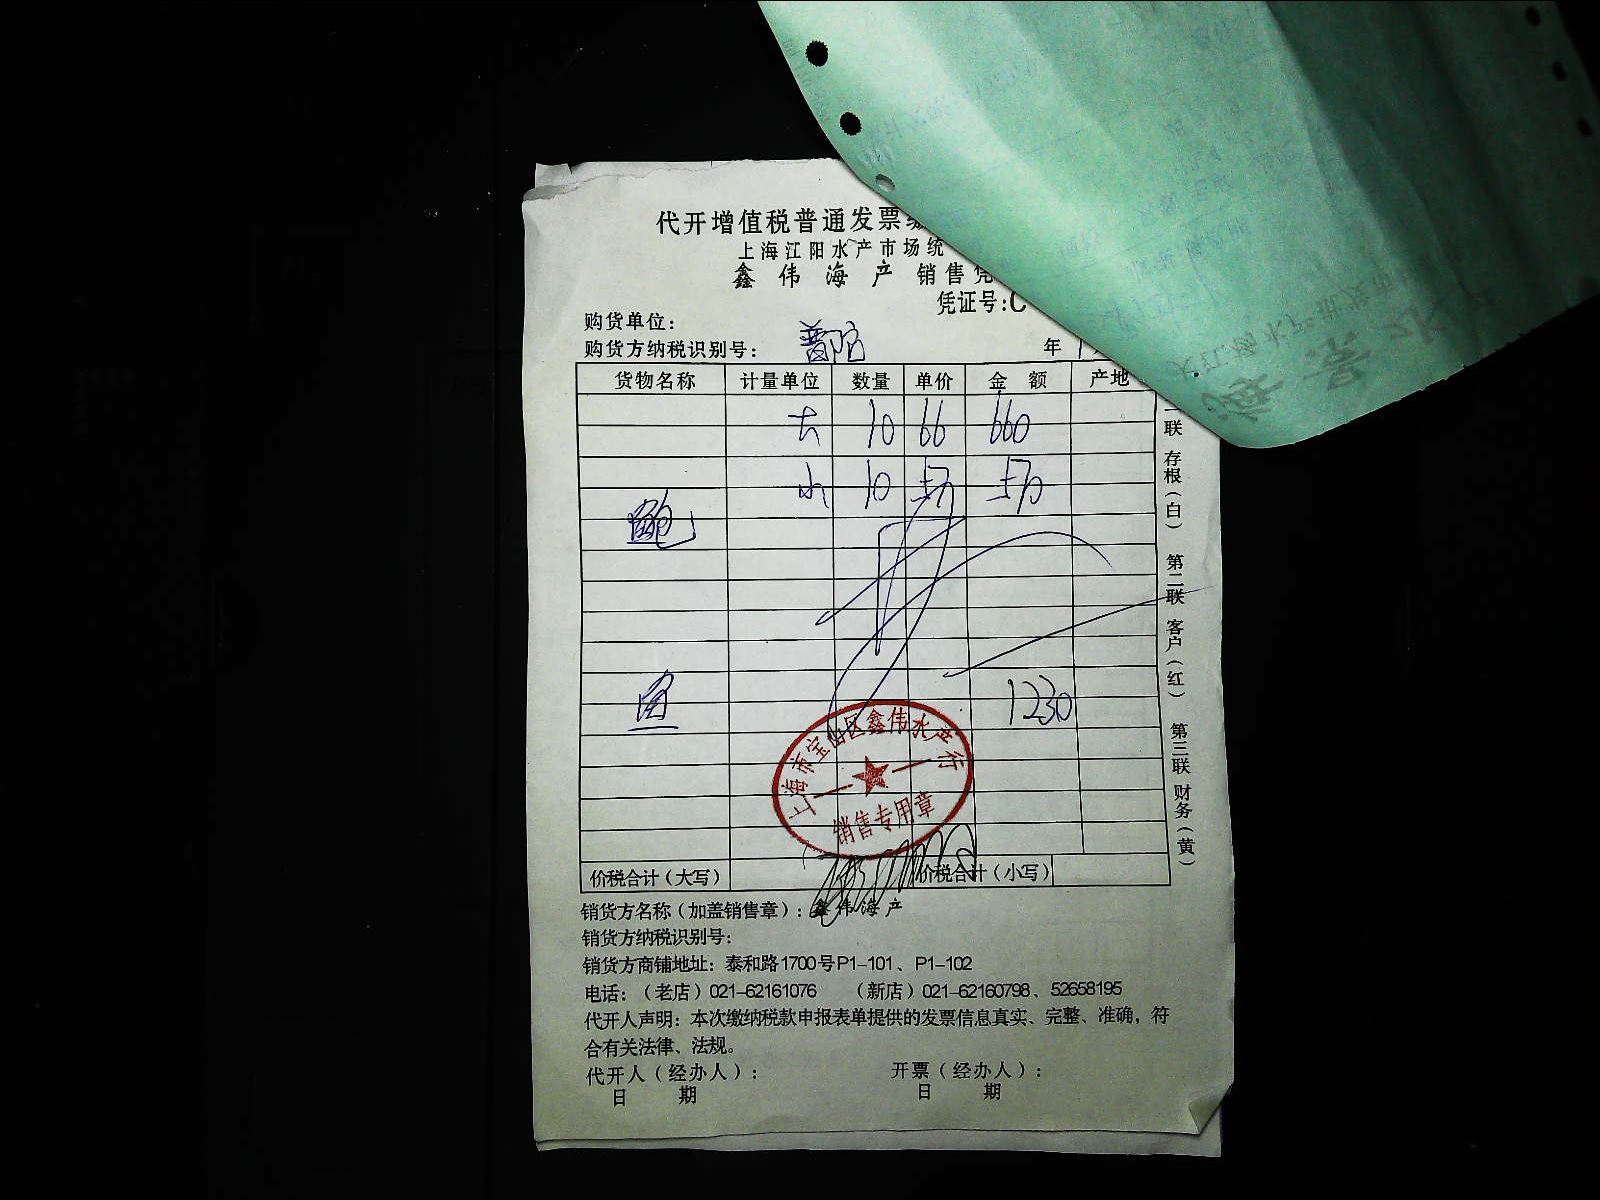 代开增值税普通发票
上海江阳水产市场统
鑫伟海产 销售凭
凭证号:C
购货单位:
购货方纳税识别号: 普陀 年
货物名称 计量单位 数量 单价 金额 产地
大 10 66 660
小 10 57 570
鲍
鱼
1230
上海市宝山区鑫伟水产行
销售专用章
价税合计(大写) 价税合计(小写)
销货方名称(加盖销售章): 鑫伟海产
销货方纳税识别号:
销货方商铺地址: 泰和路1700号P1-101、P1-102
电话:(老店)021-62161076 (新店)021-62160798、52658195
代开人声明: 本次缴纳税款申报表单提供的发票信息真实、完整、准确, 符
合有关法律、法规。
代开人(经办人): 开票(经办人):
日期 日期
一联 存根(白) 第二联 客户(红) 第三联 财务(黄)